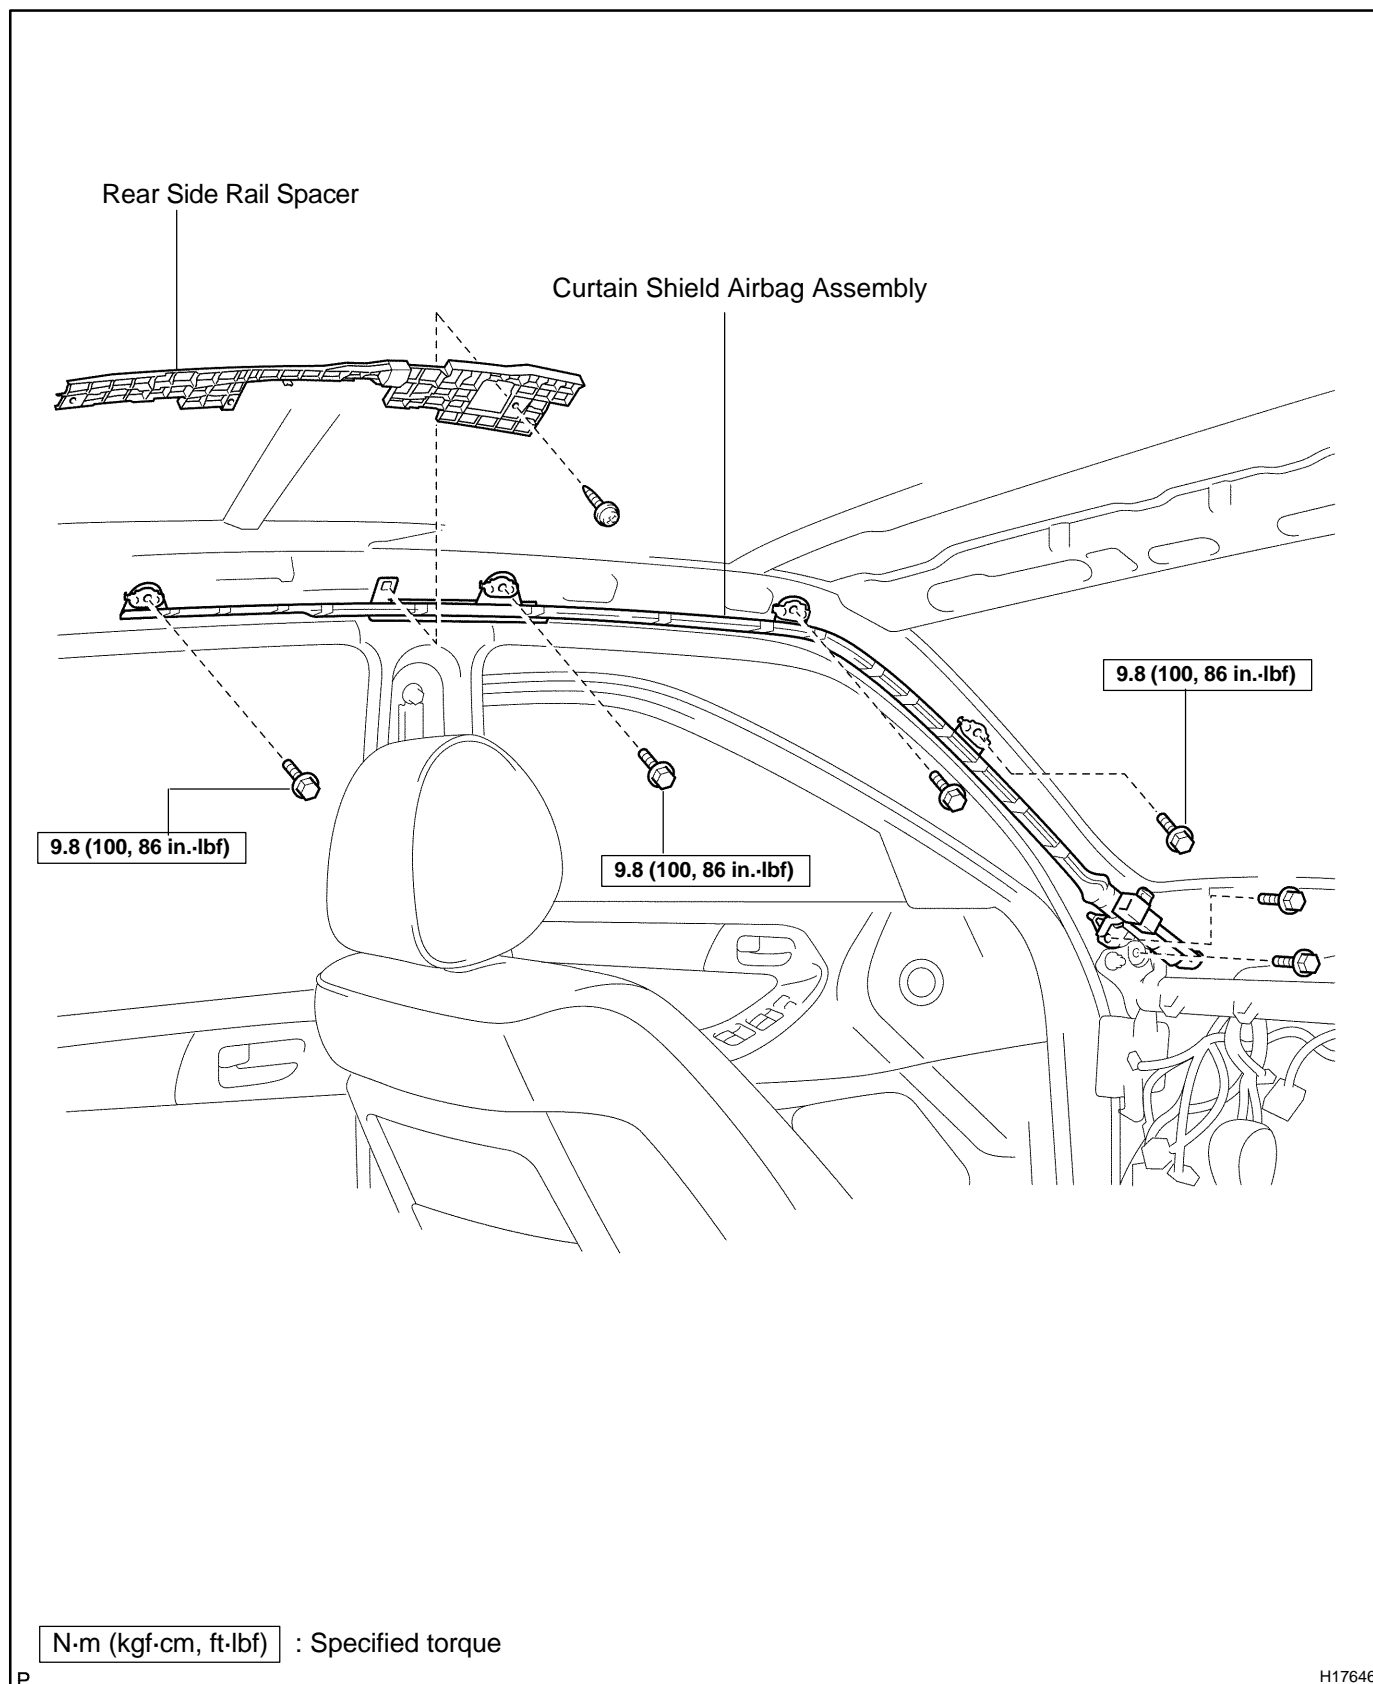 Rear Side Rail Spacer
Curtain Shield Airbag Assembly
9.8 (100, 86 in.·lbf)
9.8 (100, 86 in.·lbf)
9.8 (100, 86 in.·lbf)
N·m (kgf·cm, ft·lbf) : Specified torque
P
H17646